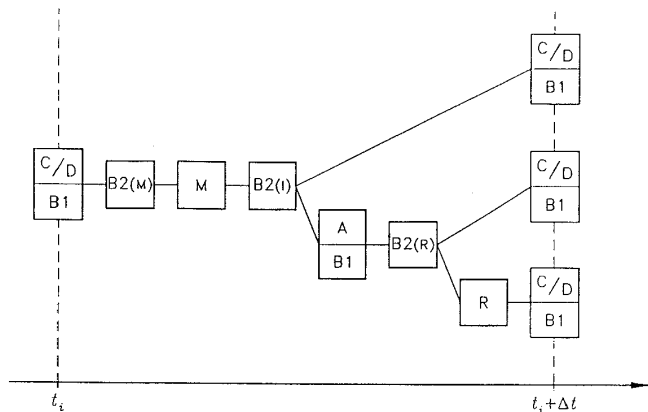 C/D
B1
C/D
B1
B2(M)
M
B2(I)
A
B1
B2(R)
C/D
B1
R
C/D
B1
t_i
t_i+Δt